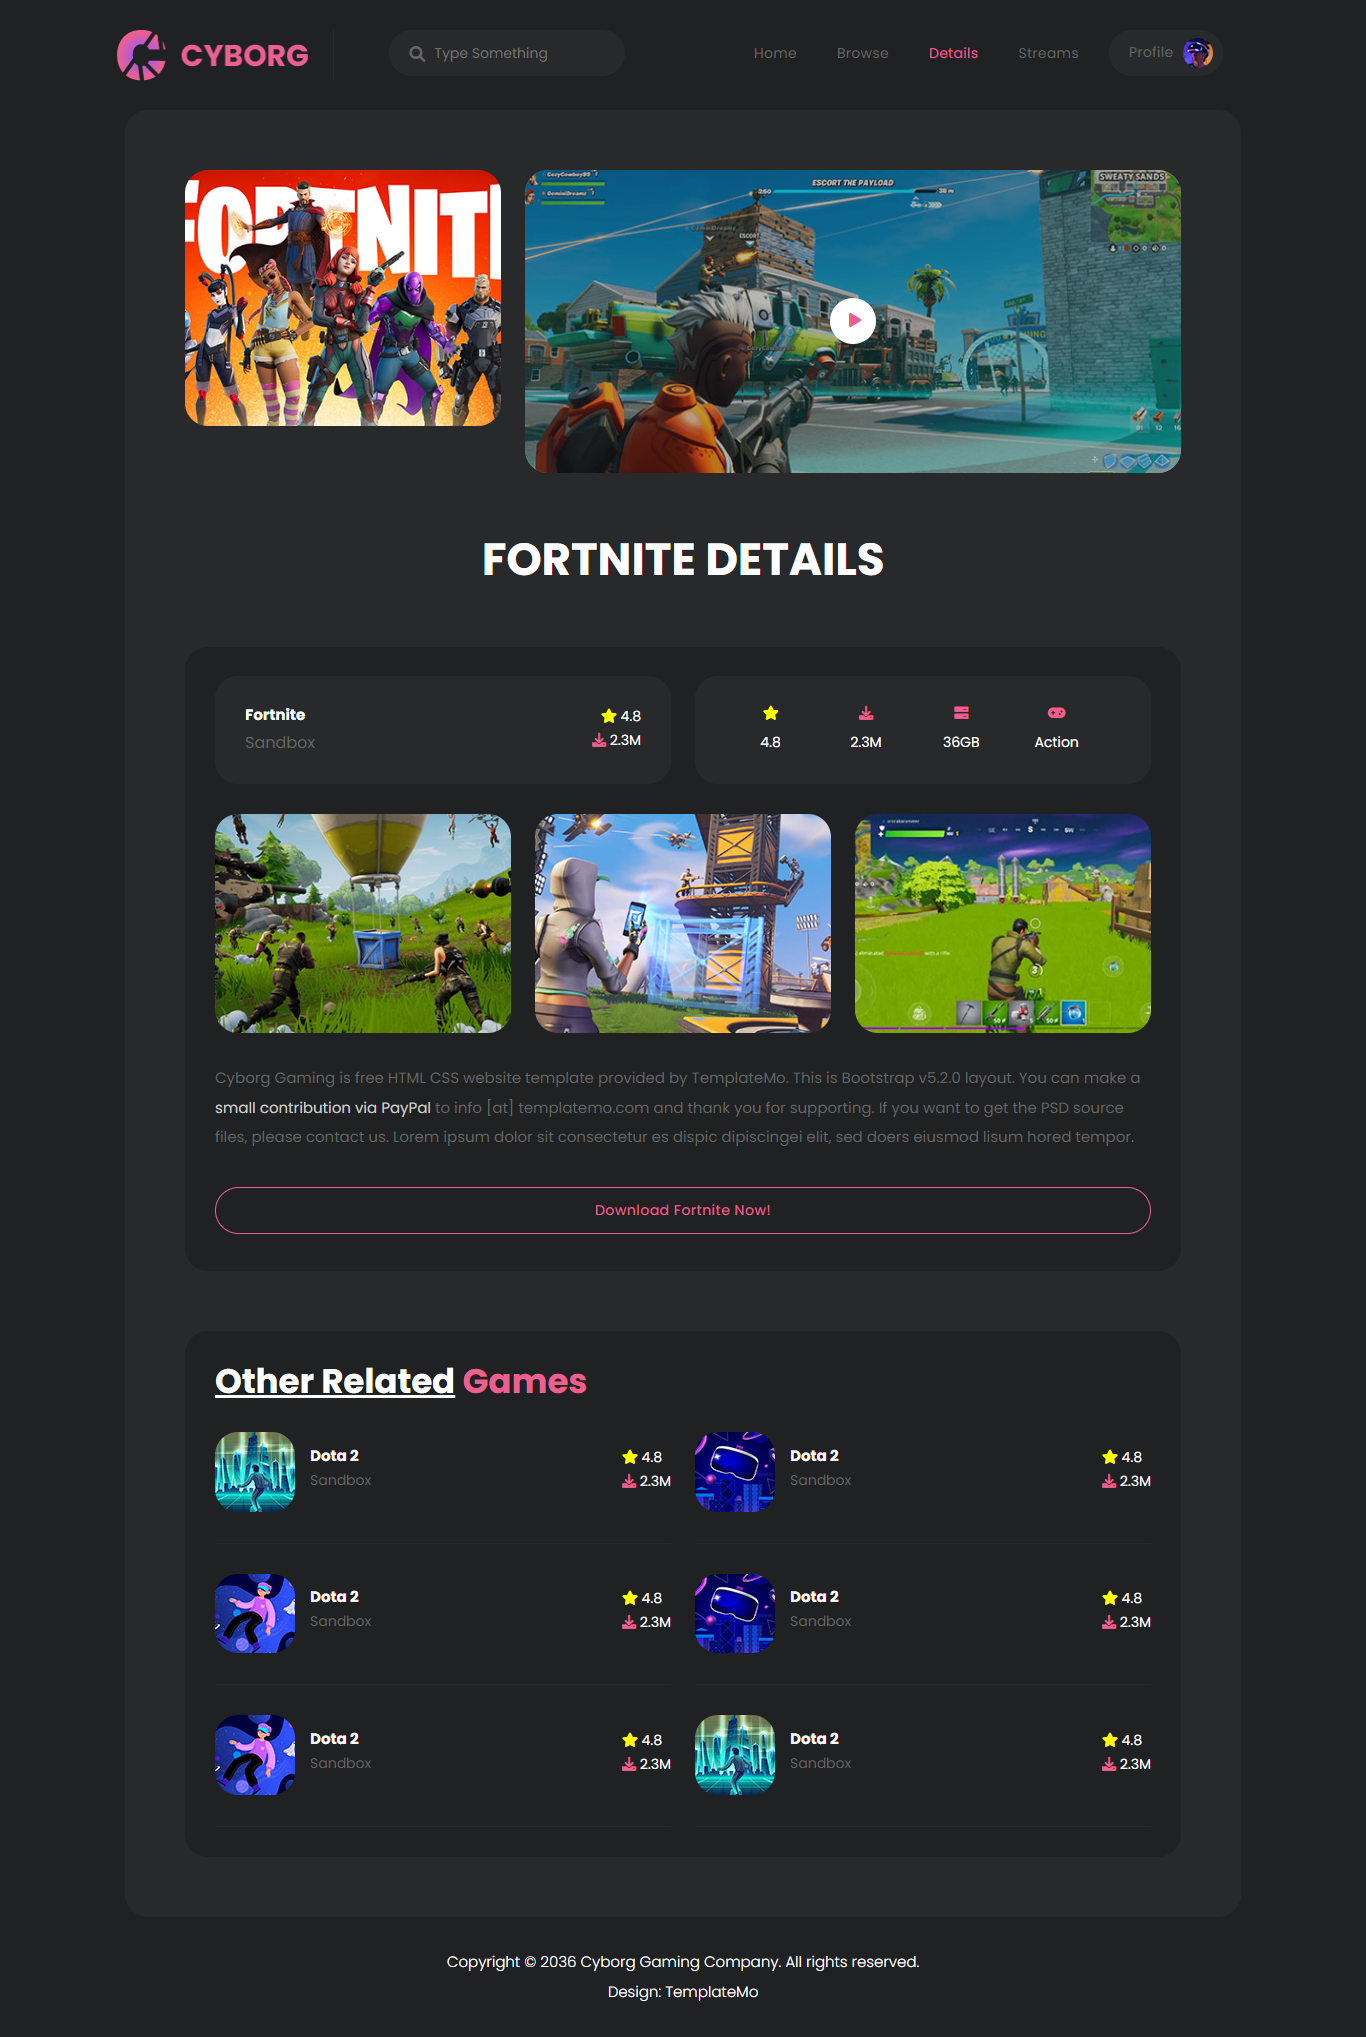 CYBORG
Type Something
Home
Browse
Details
Streams
Profile
FORTNITE
CozyCowboy89
GeminiDreamz
ESCORT THE PAYLOAD
SWEATY SANDS
ESCORT
FORTNITE DETAILS
Fortnite
Sandbox
4.8
2.3M
4.8
2.3M
36GB
Action
Cyborg Gaming is free HTML CSS website template provided by TemplateMo. This is Bootstrap v5.2.0 layout. You can make a
small contribution via PayPal to info [at] templatemo.com and thank you for supporting. If you want to get the PSD source
files, please contact us. Lorem ipsum dolor sit consectetur es dispic dipiscingei elit, sed doers eiusmod lisum hored tempor.
Download Fortnite Now!
Other Related Games
Dota 2
Sandbox
4.8
2.3M
Dota 2
Sandbox
4.8
2.3M
Dota 2
Sandbox
4.8
2.3M
Dota 2
Sandbox
4.8
2.3M
Dota 2
Sandbox
4.8
2.3M
Dota 2
Sandbox
4.8
2.3M
Copyright © 2036 Cyborg Gaming Company. All rights reserved.
Design: TemplateMo